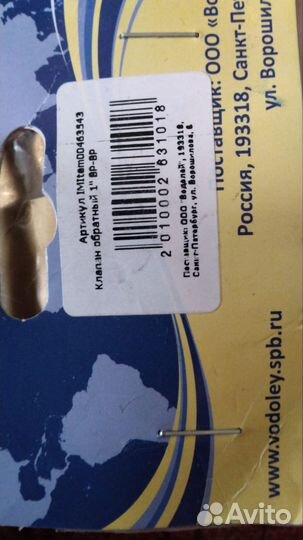 Артикул IMItem00463343
Клапан обратный 1" ВР-ВР
2 010002 631018
Поставщик: ООО "Водолей", 193318,
Санкт-Петербург, ул. Ворошилова, 6
Поставщик: ООО «Во
Россия, 193318, Санкт-Пе
ул. Ворошил
www.vodoley.spb.ru
Avito